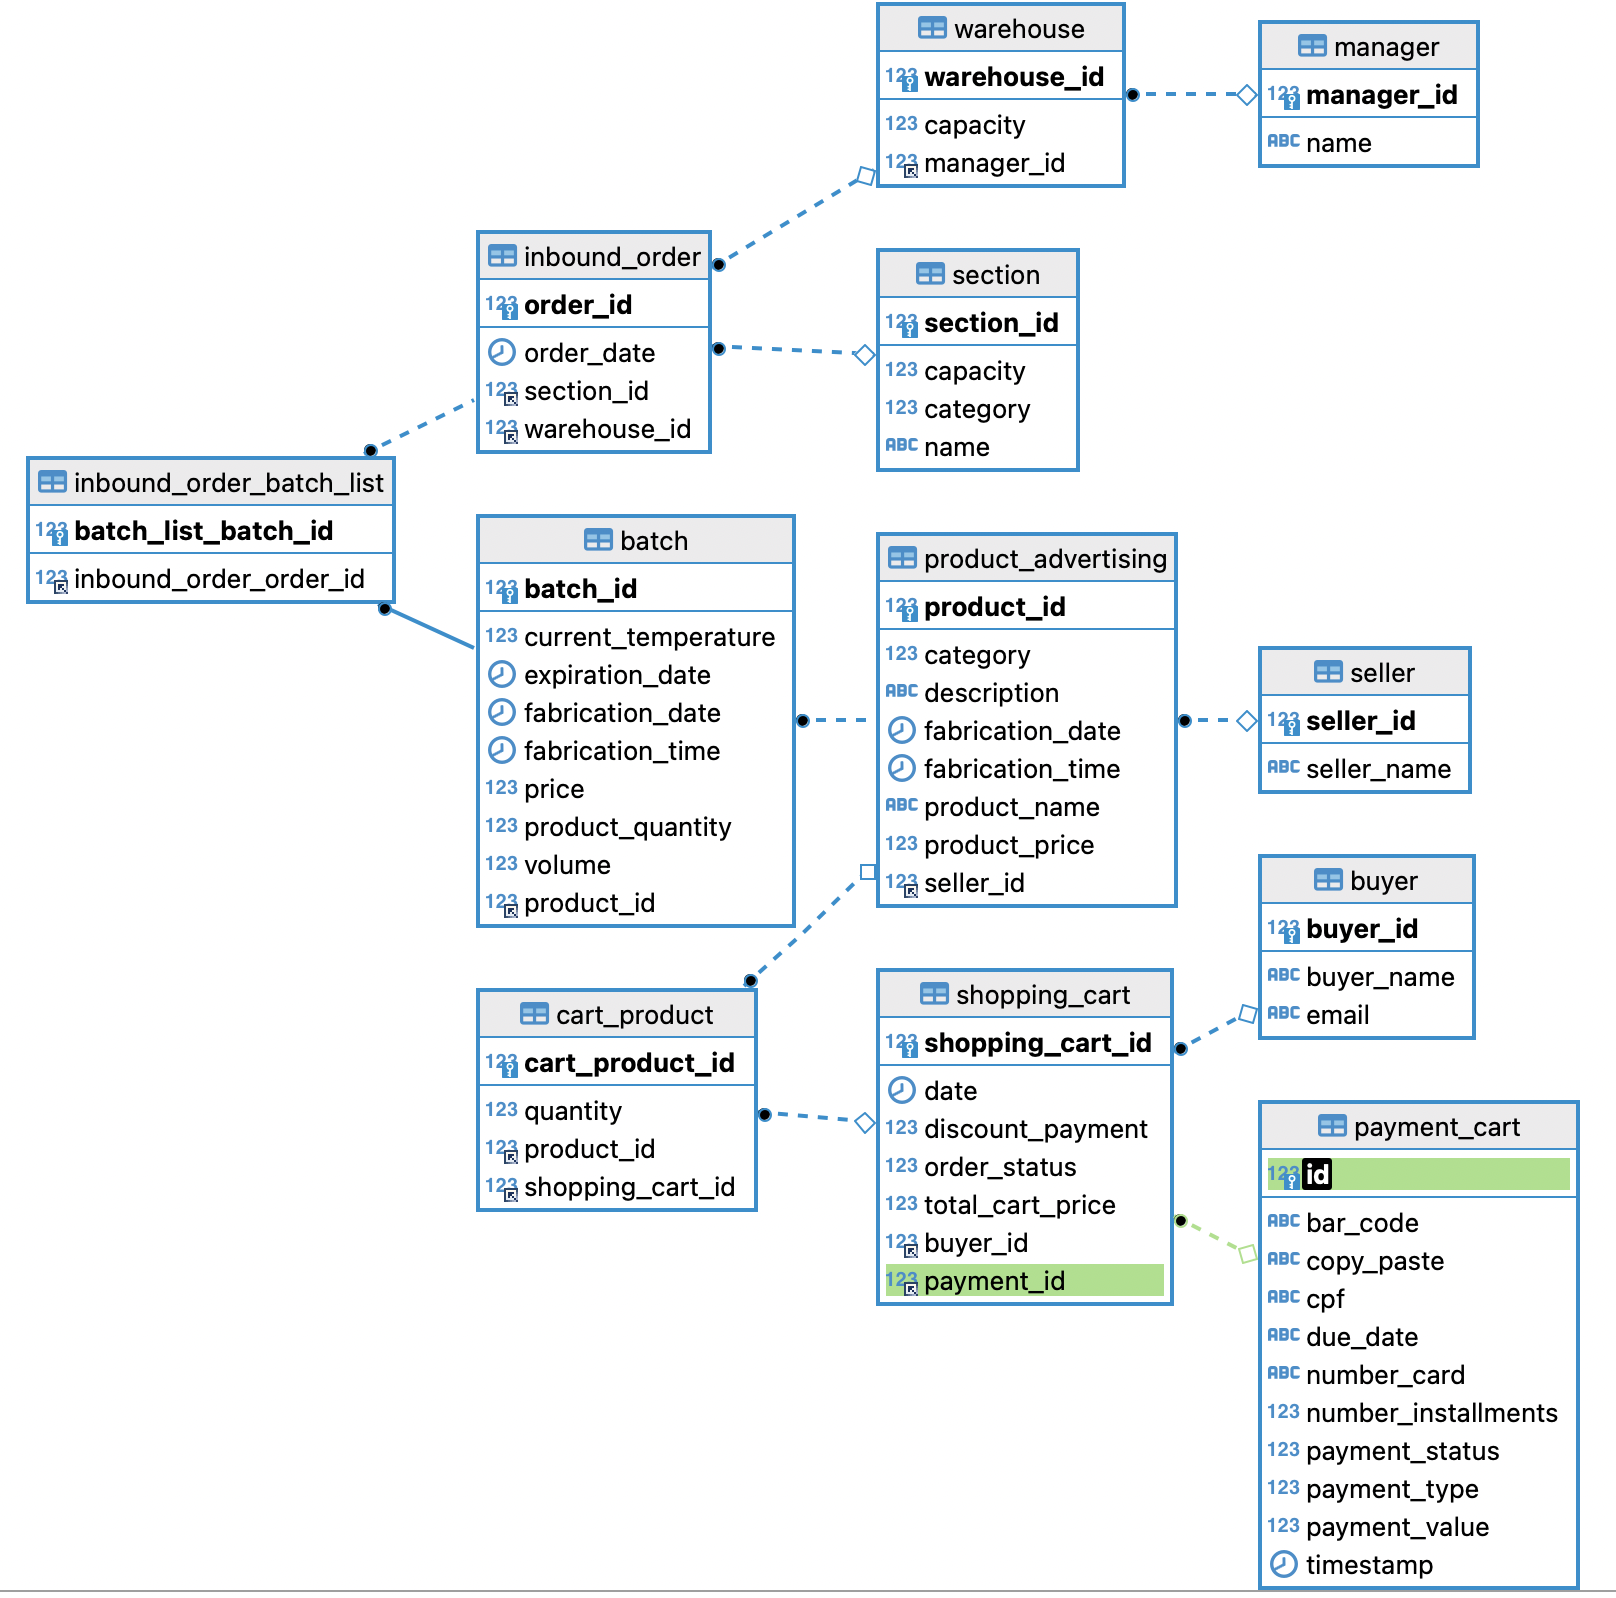 warehouse
123 warehouse_id
123 capacity
123 manager_id
manager
123 manager_id
ABC name
inbound_order
123 order_id
order_date
123 section_id
123 warehouse_id
section
123 section_id
123 capacity
123 category
ABC name
inbound_order_batch_list
123 batch_list_batch_id
123 inbound_order_order_id
batch
123 batch_id
123 current_temperature
expiration_date
fabrication_date
fabrication_time
123 price
123 product_quantity
123 volume
123 product_id
product_advertising
123 product_id
123 category
ABC description
fabrication_date
fabrication_time
ABC product_name
123 product_price
123 seller_id
seller
123 seller_id
ABC seller_name
buyer
123 buyer_id
ABC buyer_name
ABC email
cart_product
123 cart_product_id
123 quantity
123 product_id
123 shopping_cart_id
shopping_cart
123 shopping_cart_id
date
123 discount_payment
123 order_status
123 total_cart_price
123 buyer_id
123 payment_id
payment_cart
123 id
ABC bar_code
ABC copy_paste
ABC cpf
ABC due_date
ABC number_card
123 number_installments
123 payment_status
123 payment_type
123 payment_value
timestamp